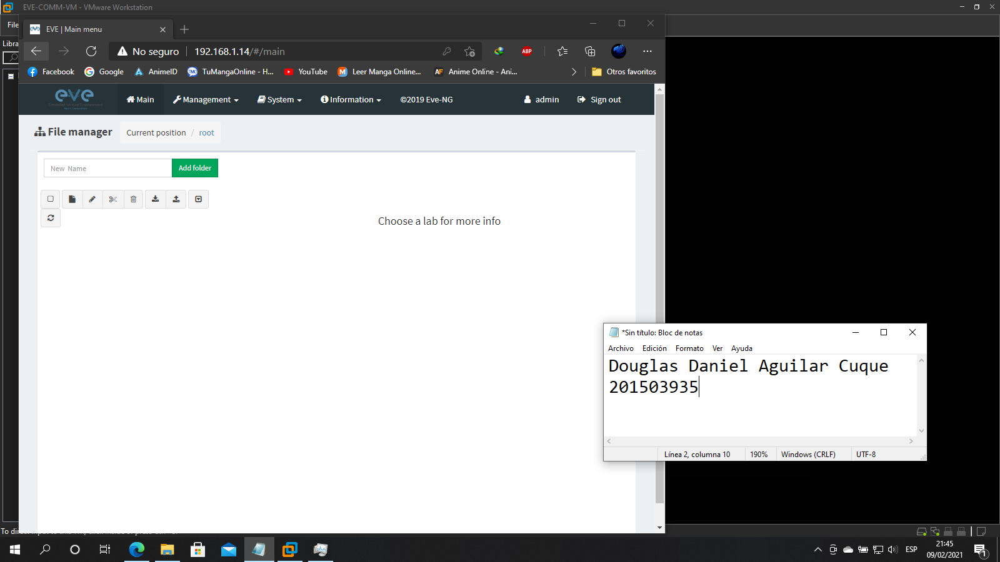 EVE-COMM-VM - VMware Workstation
File
Libra
EVE | Main menu
No seguro
192.168.1.14/#/main
ABP
Facebook
Google
AnimeID
TuMangaOnline - H...
YouTube
Leer Manga Online...
AF
Anime Online - Ani...
Otros favoritos
eve
Main
Management
System
Information
©2019 Eve-NG
admin
Sign out
File manager
Current position / root
New Name
Add folder
Choose a lab for more info
*Sin título: Bloc de notas
Archivo
Edición
Formato
Ver
Ayuda
Douglas Daniel Aguilar Cuque
201503935
Línea 2, columna 10
190%
Windows (CRLF)
UTF-8
ESP
21:45
09/02/2021
1